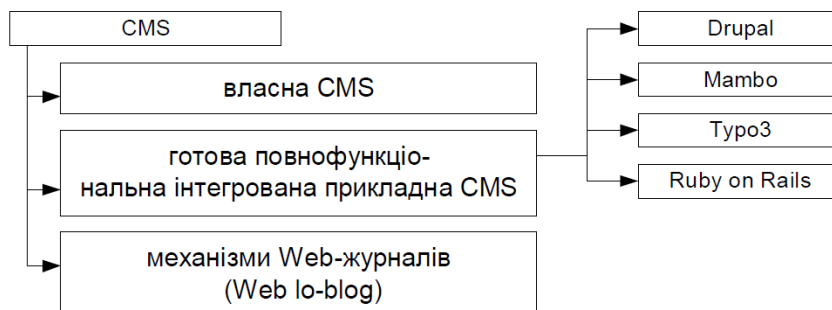 CMS
власна CMS
готова повнофункціо-
нальна інтегрована прикладна CMS
механізми Web-журналів
(Web lo-blog)
Drupal
Mambo
Typo3
Ruby on Rails